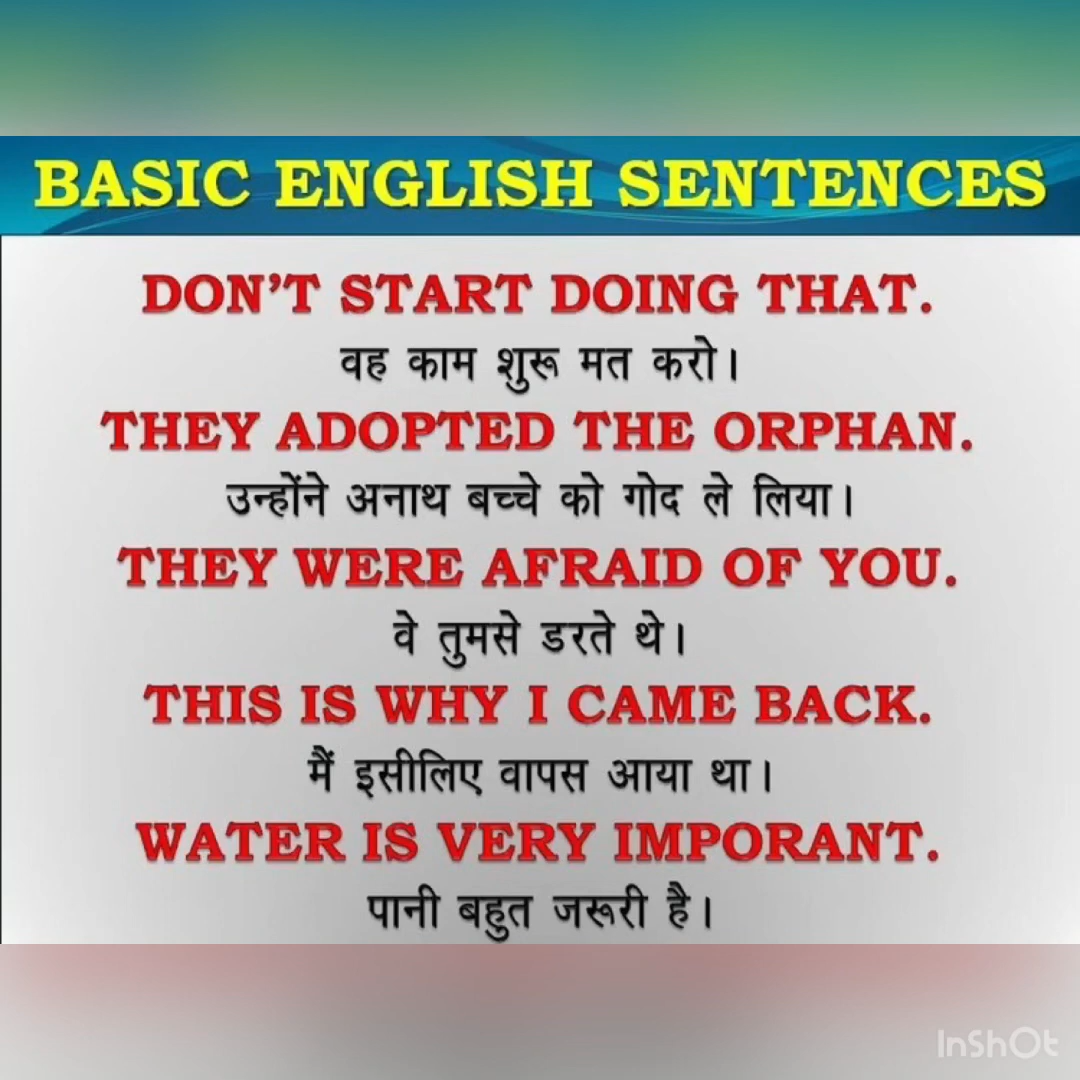 BASIC ENGLISH SENTENCES
DON'T START DOING THAT.
वह काम शुरू मत करो।
THEY ADOPTED THE ORPHAN.
उन्होंने अनाथ बच्चे को गोद ले लिया।
THEY WERE AFRAID OF YOU.
वे तुमसे डरते थे।
THIS IS WHY I CAME BACK.
मैं इसीलिए वापस आया था।
WATER IS VERY IMPORANT.
पानी बहुत जरूरी है।
InShOt